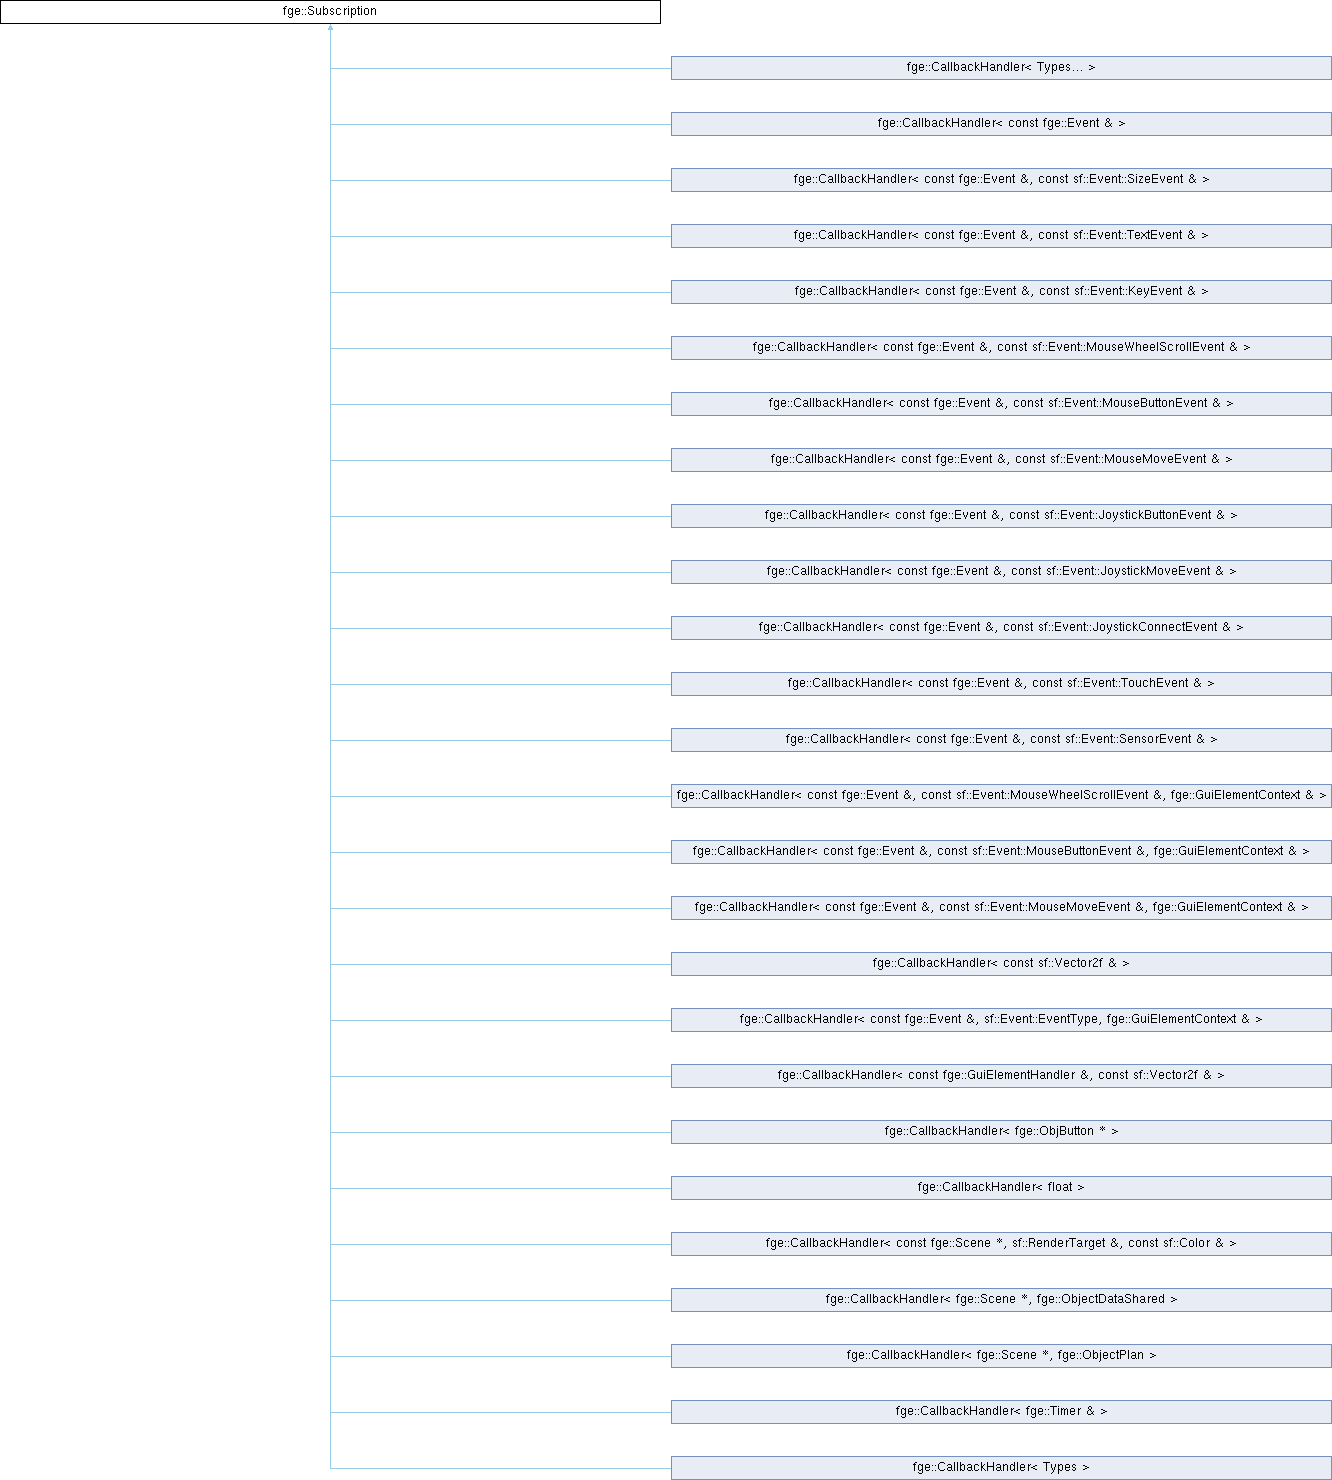 fge::Subscription
fge::CallbackHandler< Types... >
fge::CallbackHandler< const fge::Event & >
fge::CallbackHandler< const fge::Event &, const sf::Event::SizeEvent & >
fge::CallbackHandler< const fge::Event &, const sf::Event::TextEvent & >
fge::CallbackHandler< const fge::Event &, const sf::Event::KeyEvent & >
fge::CallbackHandler< const fge::Event &, const sf::Event::MouseWheelScrollEvent & >
fge::CallbackHandler< const fge::Event &, const sf::Event::MouseButtonEvent & >
fge::CallbackHandler< const fge::Event &, const sf::Event::MouseMoveEvent & >
fge::CallbackHandler< const fge::Event &, const sf::Event::JoystickButtonEvent & >
fge::CallbackHandler< const fge::Event &, const sf::Event::JoystickMoveEvent & >
fge::CallbackHandler< const fge::Event &, const sf::Event::JoystickConnectEvent & >
fge::CallbackHandler< const fge::Event &, const sf::Event::TouchEvent & >
fge::CallbackHandler< const fge::Event &, const sf::Event::SensorEvent & >
fge::CallbackHandler< const fge::Event &, const sf::Event::MouseWheelScrollEvent &, fge::GuiElementContext & >
fge::CallbackHandler< const fge::Event &, const sf::Event::MouseButtonEvent &, fge::GuiElementContext & >
fge::CallbackHandler< const fge::Event &, const sf::Event::MouseMoveEvent &, fge::GuiElementContext & >
fge::CallbackHandler< const sf::Vector2f & >
fge::CallbackHandler< const fge::Event &, sf::Event::EventType, fge::GuiElementContext & >
fge::CallbackHandler< const fge::GuiElementHandler &, const sf::Vector2f & >
fge::CallbackHandler< fge::ObjButton * >
fge::CallbackHandler< float >
fge::CallbackHandler< const fge::Scene *, sf::RenderTarget &, const sf::Color & >
fge::CallbackHandler< fge::Scene *, fge::ObjectDataShared >
fge::CallbackHandler< fge::Scene *, fge::ObjectPlan >
fge::CallbackHandler< fge::Timer & >
fge::CallbackHandler< Types >